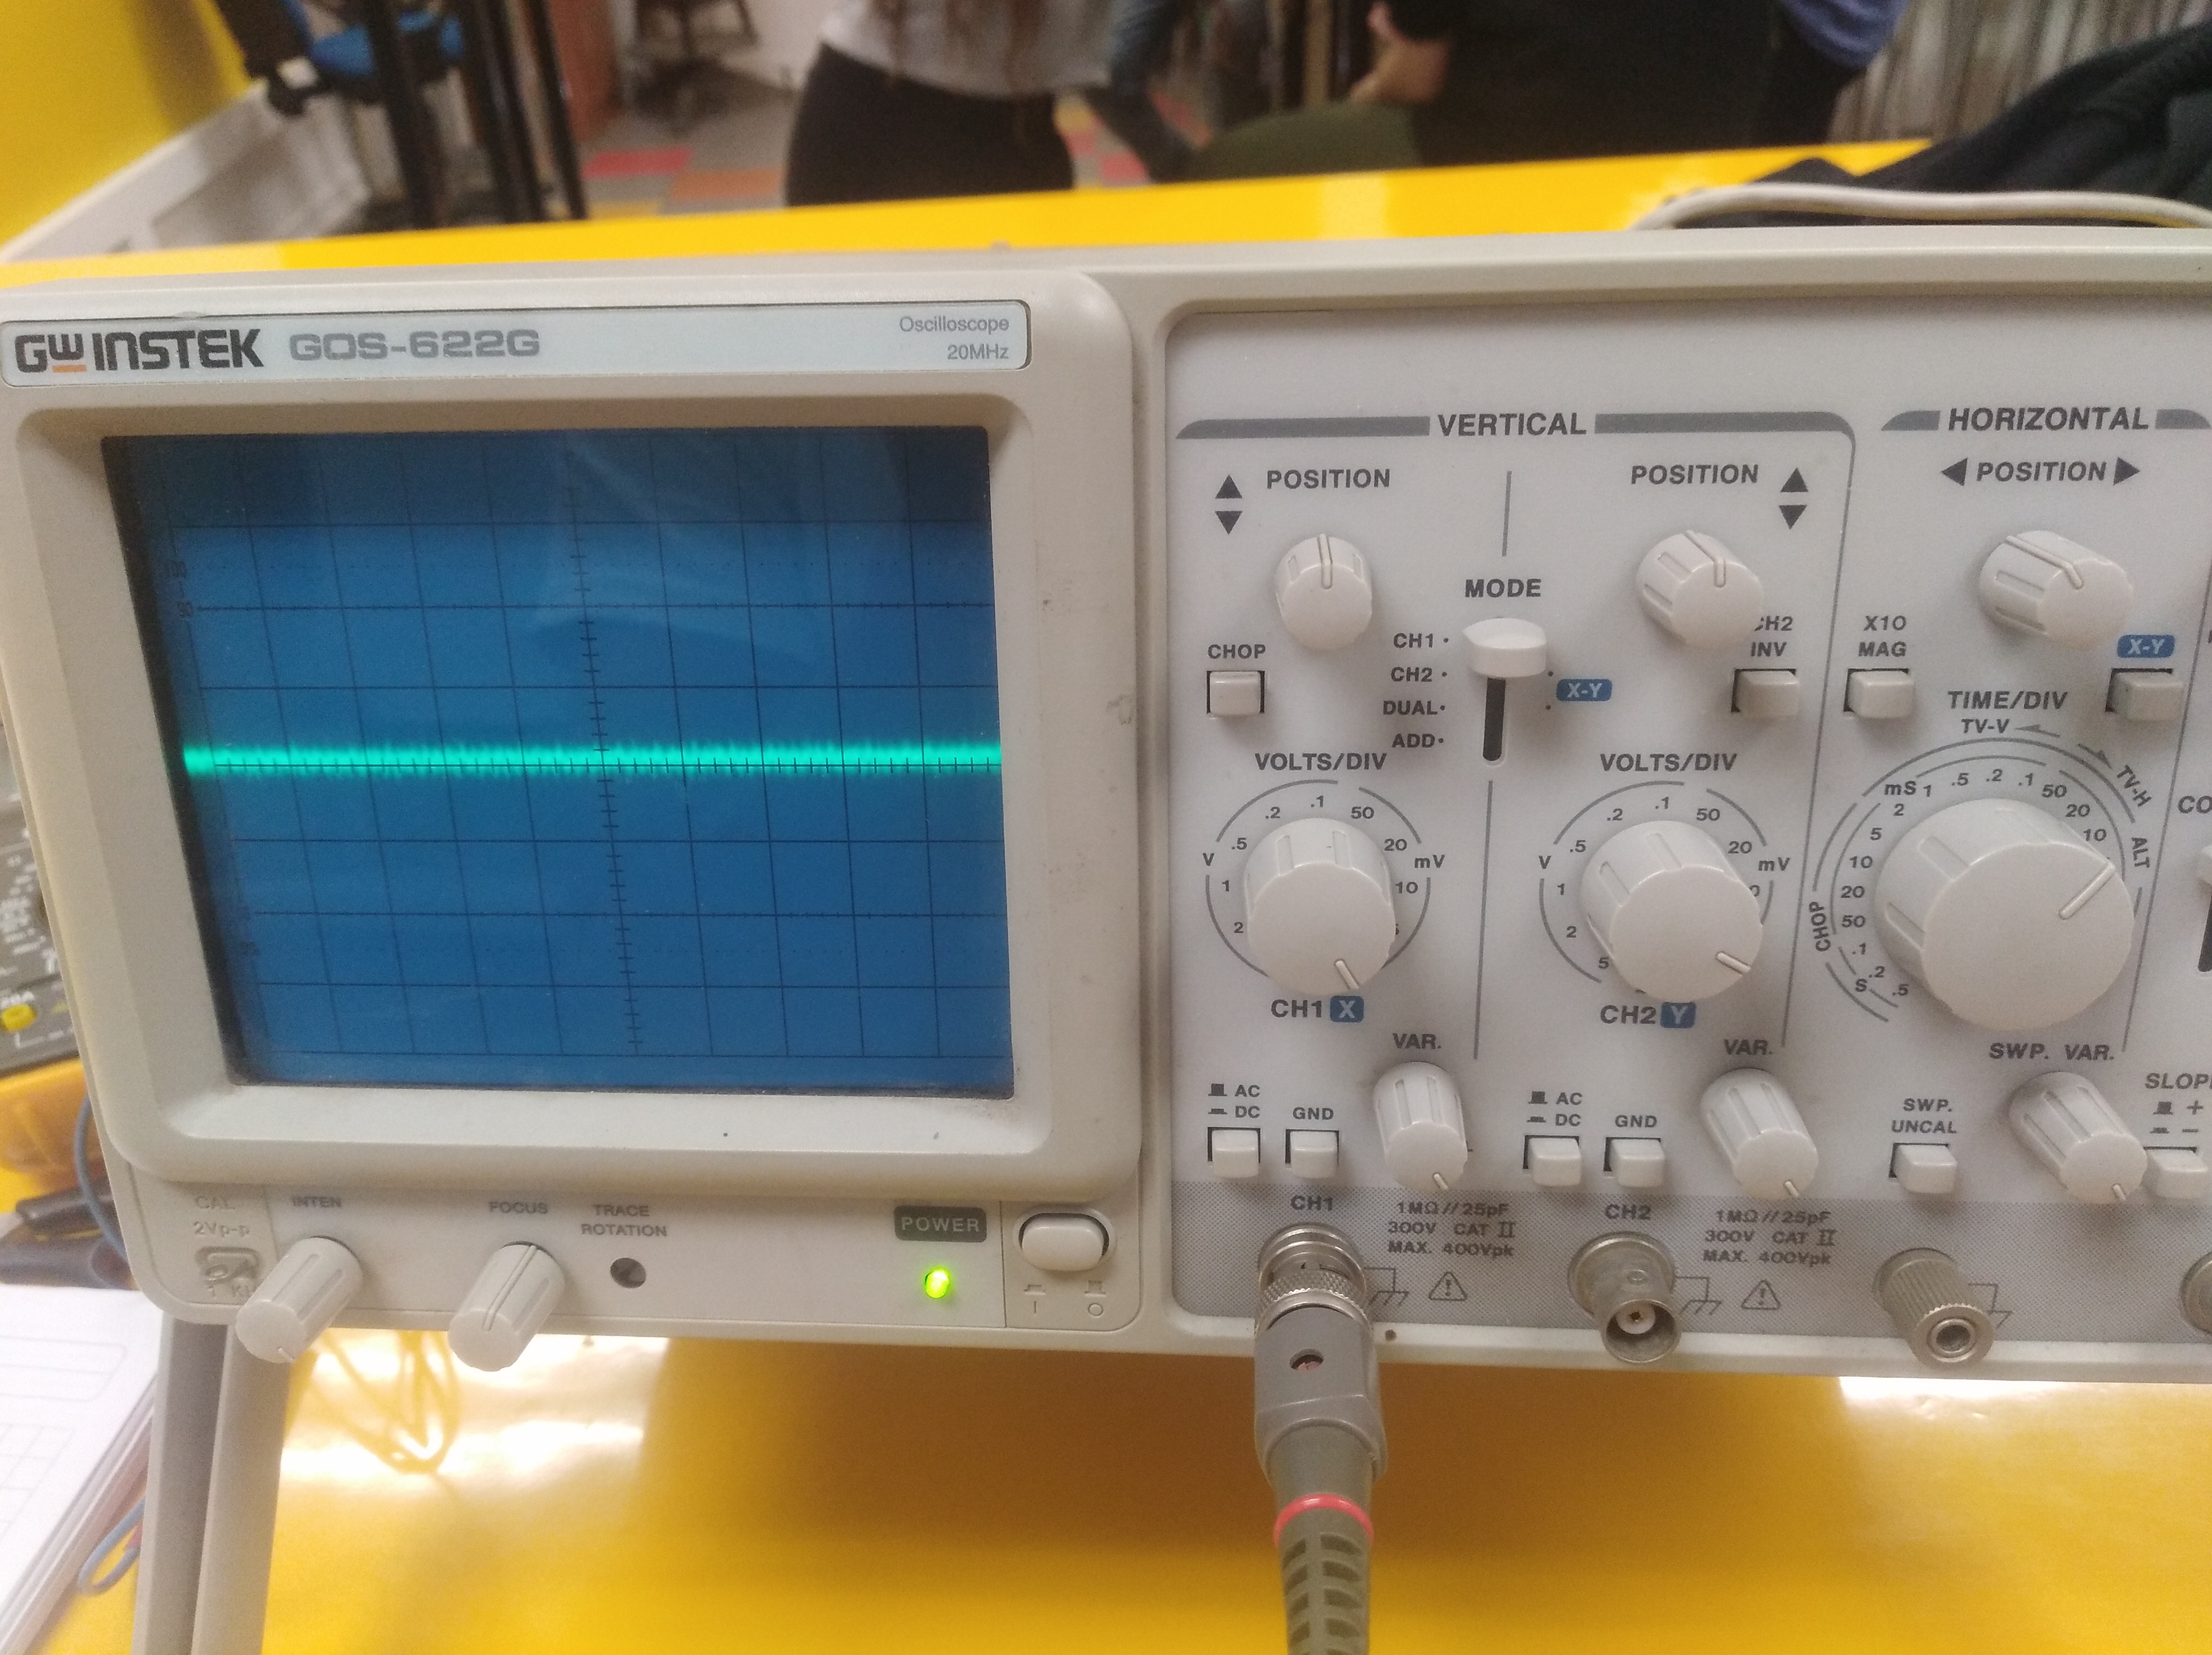 GW INSTEK GOS-622G
Oscilloscope
20MHz
90
CAL
2Vp-p
INTEN
FOCUS
TRACE
ROTATION
POWER
I
O
VERTICAL
POSITION
POSITION
MODE
CH1
CH2
DUAL
ADD
X-Y
CHOP
INV
VOLTS/DIV
V .5 .2 .1 50 20 mV
1 10
2
CH1 X
VOLTS/DIV
V .5 .2 .1 50 20 mV
1
2
5
CH2 Y
VAR.
VAR.
AC
DC
GND
AC
DC
GND
CH1
1MΩ//25pF
300V CAT II
MAX. 400Vpk
CH2
1MΩ//25pF
300V CAT II
MAX. 400Vpk
HORIZONTAL
POSITION
X10
MAG
X-Y
TIME/DIV
TV-V
TV-H
ALT
CHOP
mS 1 .5 .2 .1 50
2 20
5 10
10
20
50
.1
.2
S .5
SWP. VAR.
SWP.
UNCAL
+
-